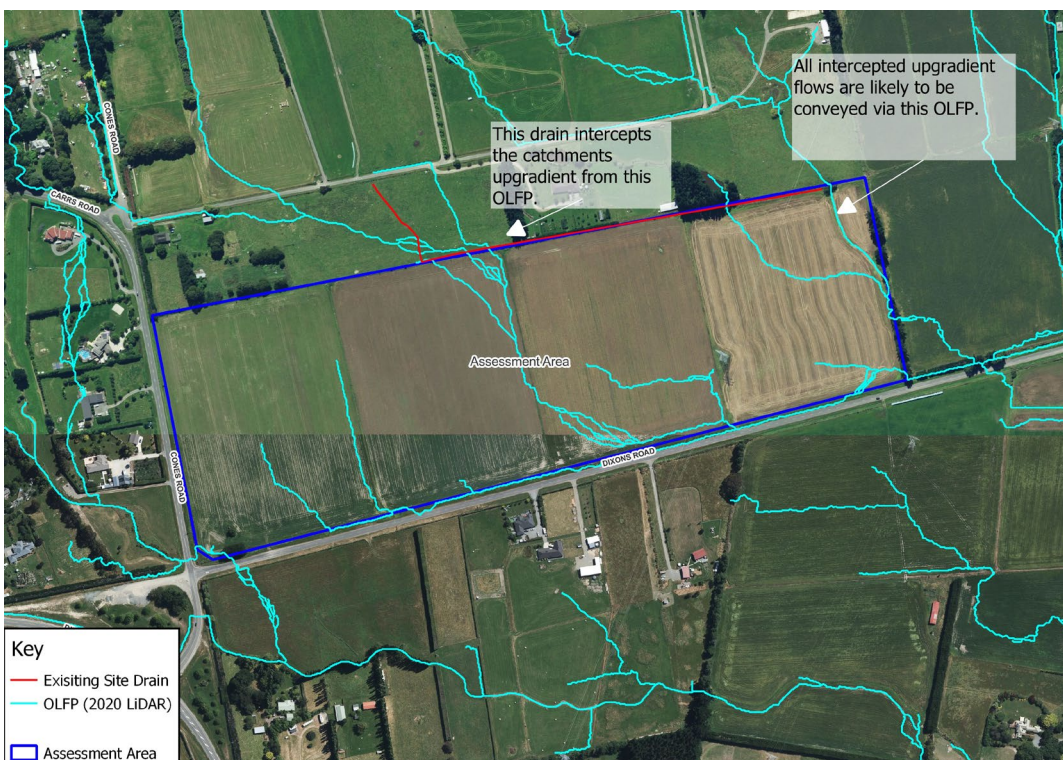 All intercepted upgradient
flows are likely to be
conveyed via this OLFP.
This drain intercepts
the catchments
upgradient from this
OLFP.
CONES ROAD
CARRS ROAD
Assessment Area
CONES ROAD
DIXONS ROAD
Key
Exisiting Site Drain
OLFP (2020 LiDAR)
Assessment Area